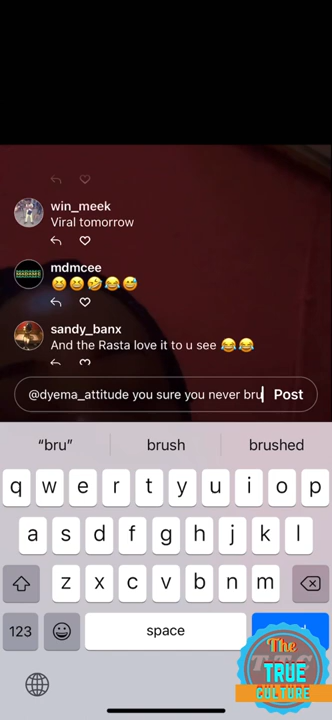 win_meek
Viral tomorrow
mdmcee
😆😆🤣😂😅
sandy_banx
And the Rasta love it to u see 😂😂
@dyema_attitude you sure you never bru Post
“bru” brush brushed
q w e r t y u i o p
a s d f g h j k l
z x c v b n m
123 space
The
TRUE
CULTURE